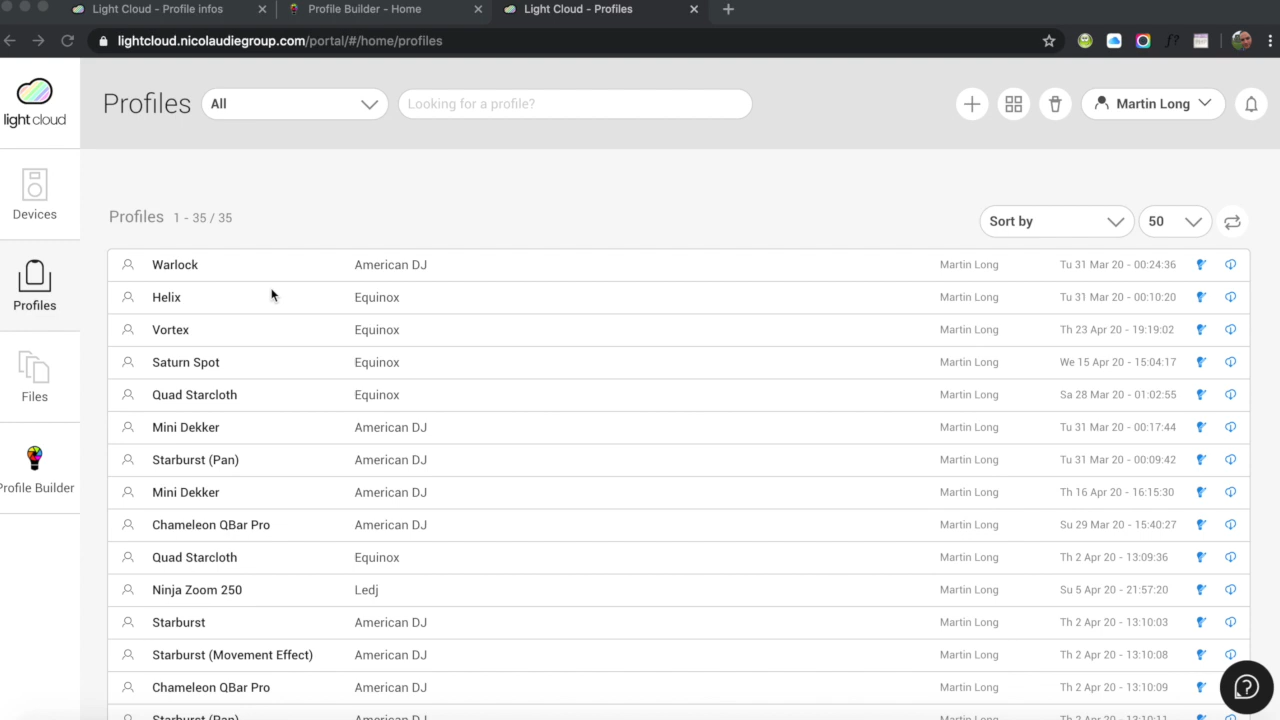 Light Cloud - Profile infos
Profile Builder - Home
Light Cloud - Profiles
lightcloud.nicolaudiegroup.com/portal/#/home/profiles
light cloud
Profiles
All
Looking for a profile?
Martin Long
Devices
Profiles
Files
Profile Builder
Profiles 1 - 35 / 35
Sort by
50
Warlock American DJ Martin Long Tu 31 Mar 20 - 00:24:36
Helix Equinox Martin Long Tu 31 Mar 20 - 00:10:20
Vortex Equinox Martin Long Th 23 Apr 20 - 19:19:02
Saturn Spot Equinox Martin Long We 15 Apr 20 - 15:04:17
Quad Starcloth Equinox Martin Long Sa 28 Mar 20 - 01:02:55
Mini Dekker American DJ Martin Long Tu 31 Mar 20 - 00:17:44
Starburst (Pan) American DJ Martin Long Tu 31 Mar 20 - 00:09:42
Mini Dekker American DJ Martin Long Th 16 Apr 20 - 16:15:30
Chameleon QBar Pro American DJ Martin Long Su 29 Mar 20 - 15:40:27
Quad Starcloth Equinox Martin Long Th 2 Apr 20 - 13:09:36
Ninja Zoom 250 Ledj Martin Long Su 5 Apr 20 - 21:57:20
Starburst American DJ Martin Long Th 2 Apr 20 - 13:10:03
Starburst (Movement Effect) American DJ Martin Long Th 2 Apr 20 - 13:10:08
Chameleon QBar Pro American DJ Martin Long Th 2 Apr 20 - 13:10:09
Starburst (Pan) American DJ Martin Long